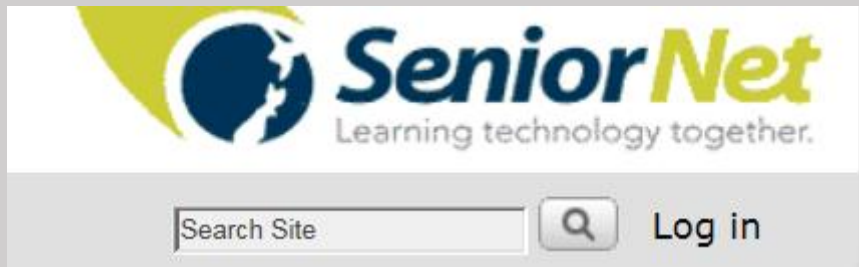 SeniorNet
Learning technology together.
Search Site
Log in